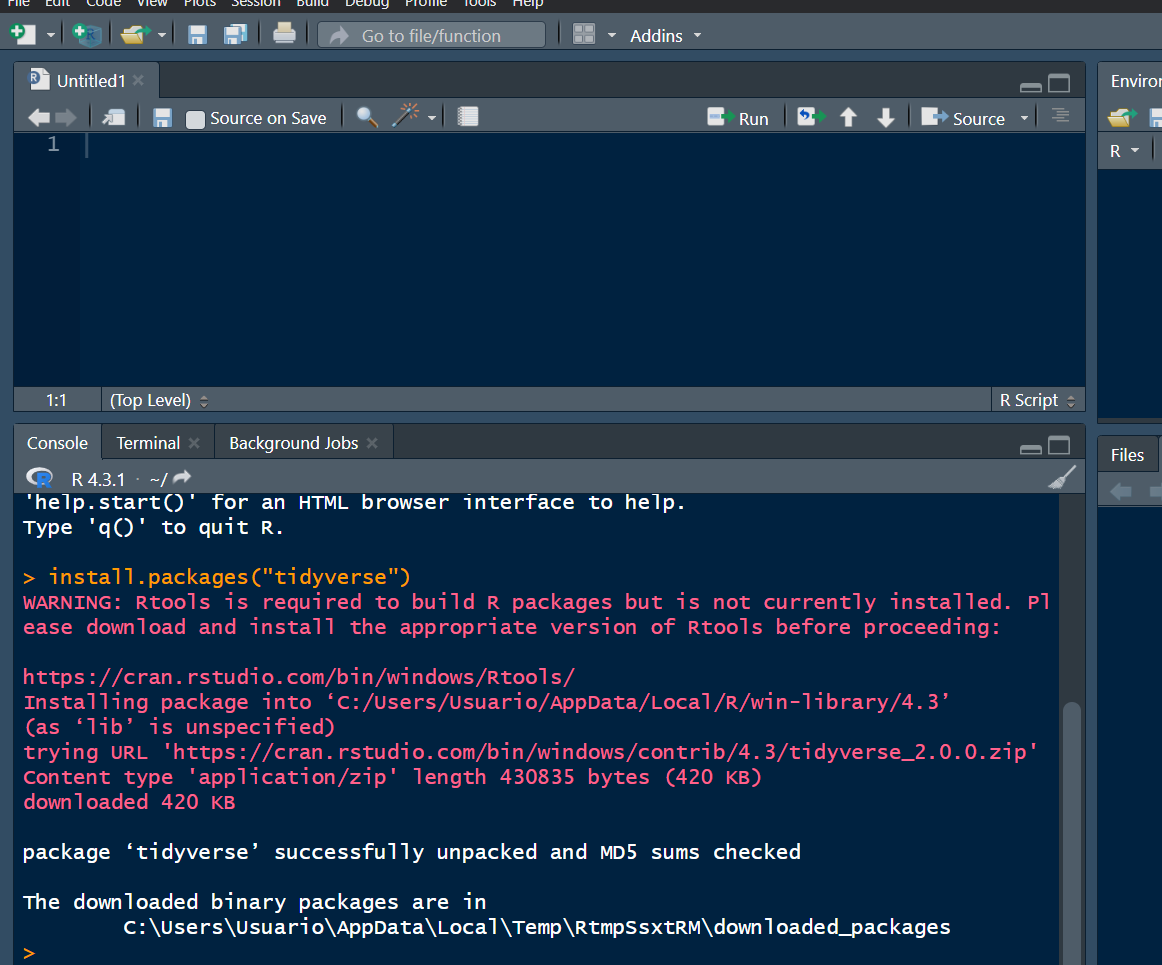 File Edit Code View Plots Session Build Debug Profile Tools Help
Go to file/function Addins
Untitled1
Source on Save Run Source
1
1:1 (Top Level) R Script
Console Terminal Background Jobs
R 4.3.1 · ~/
'help.start()' for an HTML browser interface to help.
Type 'q()' to quit R.
> install.packages("tidyverse")
WARNING: Rtools is required to build R packages but is not currently installed. Pl
ease download and install the appropriate version of Rtools before proceeding:
https://cran.rstudio.com/bin/windows/Rtools/
Installing package into ‘C:/Users/Usuario/AppData/Local/R/win-library/4.3’
(as ‘lib’ is unspecified)
trying URL 'https://cran.rstudio.com/bin/windows/contrib/4.3/tidyverse_2.0.0.zip'
Content type 'application/zip' length 430835 bytes (420 KB)
downloaded 420 KB
package ‘tidyverse’ successfully unpacked and MD5 sums checked
The downloaded binary packages are in
C:\Users\Usuario\AppData\Local\Temp\RtmpSsxtRM\downloaded_packages
>
Environ
R
Files